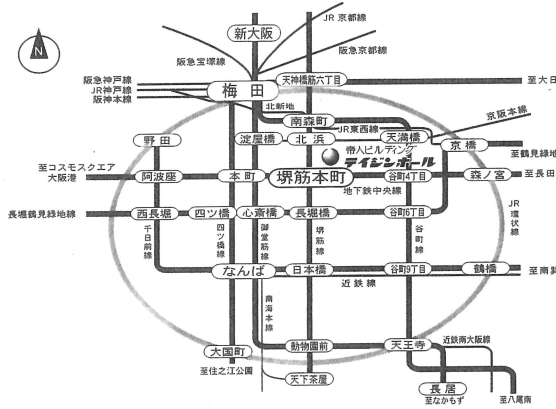 N
JR 京都線
新大阪
阪急京都線
阪急宝塚線
阪急神戸線
JR神戸線
阪神本線
梅田
天神橋筋六丁目
至大日
北新地
南森町
京阪本線
JR東西線
天満橋
野田
淀屋橋
北浜
京橋
帝人ビルディング
テイジンホール
至鶴見緑地
至コスモスクエア
大阪港
阿波座
本町
堺筋本町
谷町4丁目
森ノ宮
至長田
地下鉄中央線
長堀鶴見緑地線
西長堀
四ツ橋
心斎橋
長堀橋
谷町6丁目
JR環状線
千日前線
四ツ橋線
御堂筋線
堺筋線
谷町線
なんば
日本橋
谷町9丁目
鶴橋
至南巽
近鉄線
南海本線
大国町
動物園前
天王寺
近鉄南大阪線
至住之江公園
天下茶屋
長居
至なかもず
至八尾南